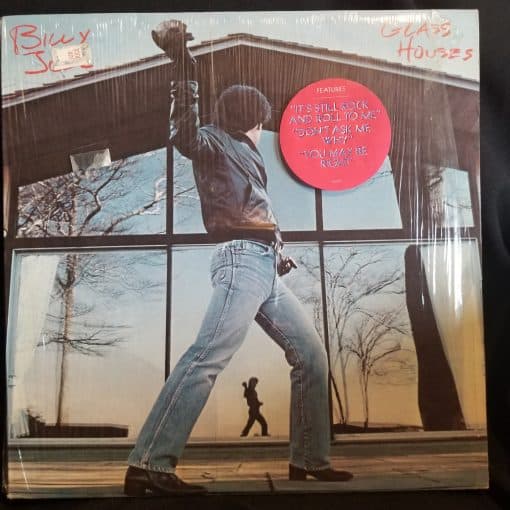 BILLY
JOEL
GLASS
HOUSES
FEATURES
"IT'S STILL ROCK
AND ROLL TO ME"
"DON'T ASK ME
WHY"
"YOU MAY BE
RIGHT"